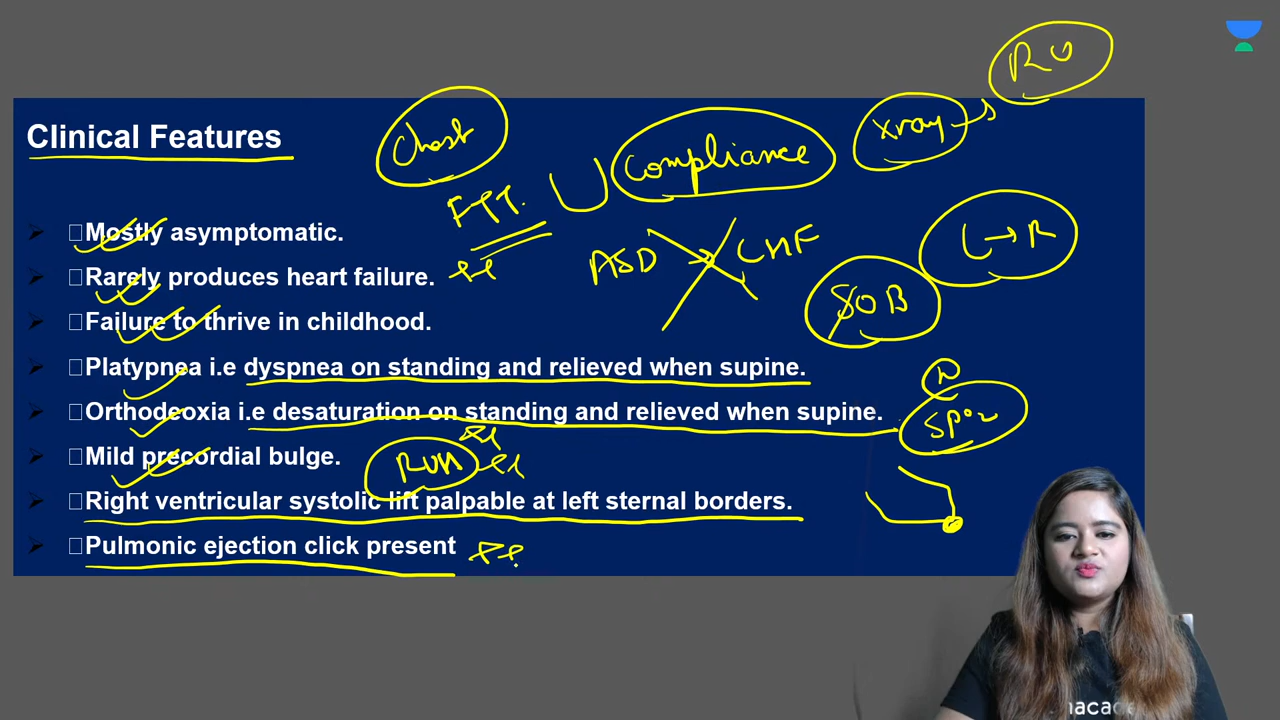 RV
Chest
Xray →
Clinical Features
compliance
FTT.
□Mostly asymptomatic.
L→R
ASD → CHF
□Rarely produces heart failure.
SOB
□Failure to thrive in childhood.
□Platypnea i.e dyspnea on standing and relieved when supine.
□Orthodeoxia i.e desaturation on standing and relieved when supine.
SPO2
□Mild precordial bulge.
RVH
□Right ventricular systolic lift palpable at left sternal borders.
□Pulmonic ejection click present
nacade